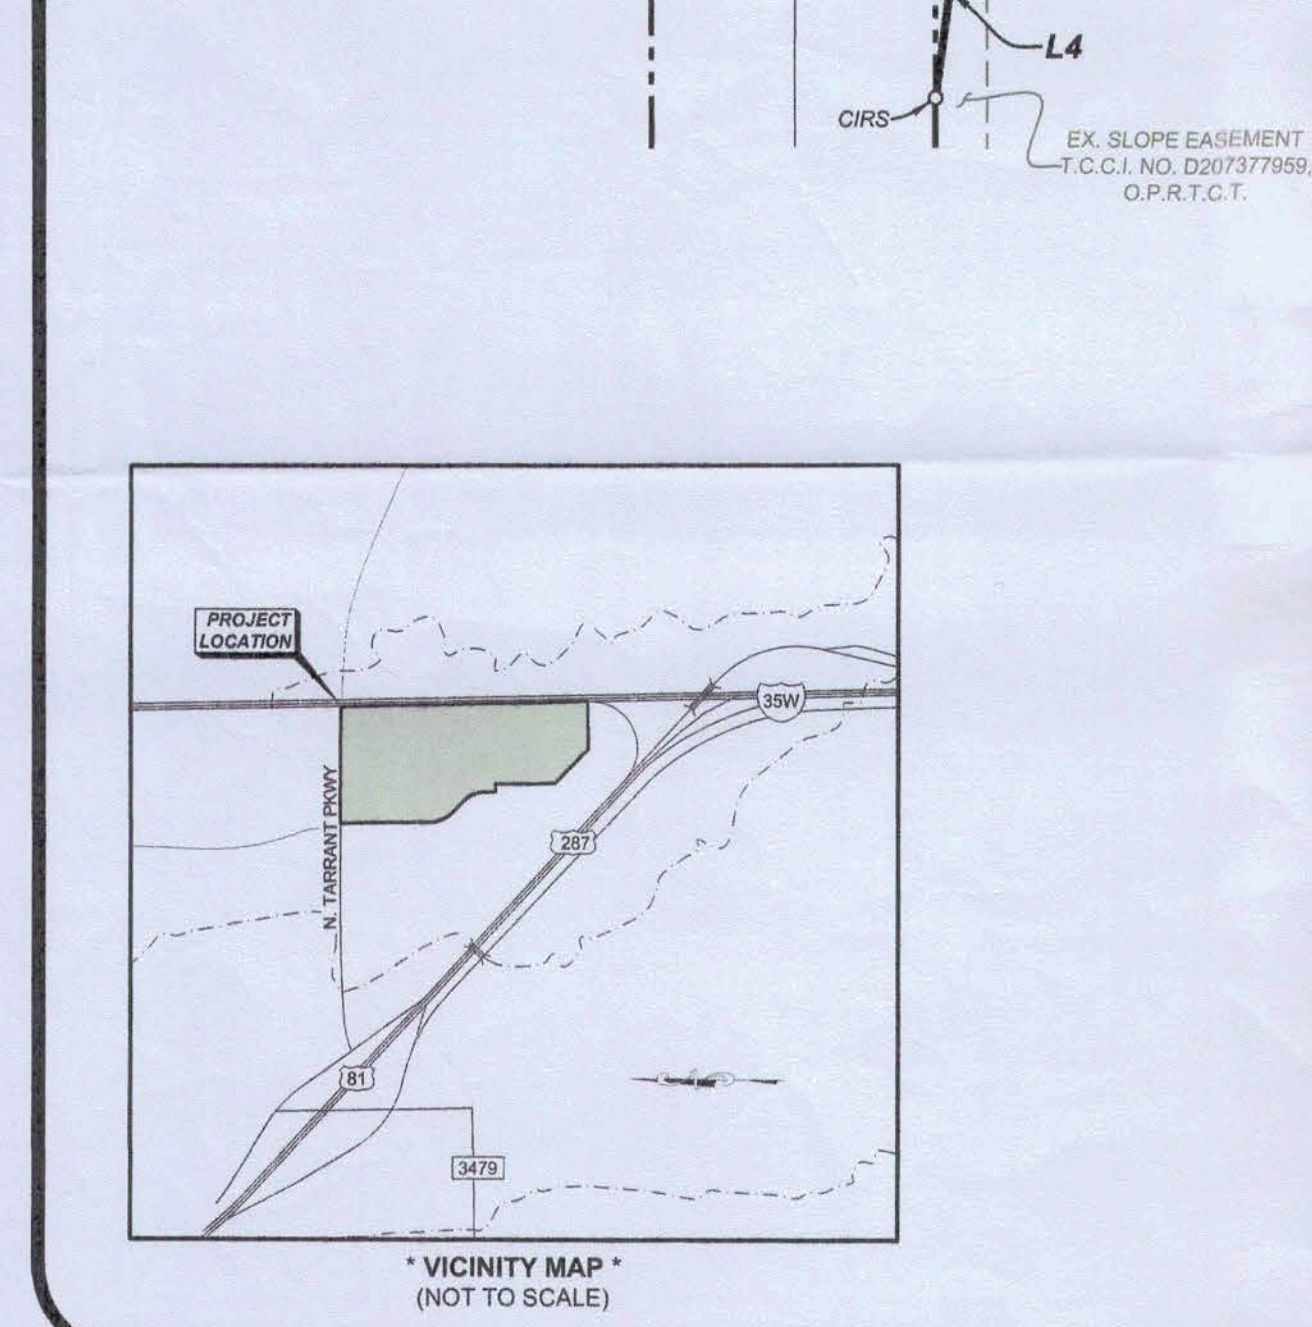 L4
CIRS
EX. SLOPE EASEMENT
T.C.C.I. NO. D207377959,
O.P.R.T.C.T.
PROJECT
LOCATION
35W
N. TARRANT PKWY
287
81
3479
* VICINITY MAP *
(NOT TO SCALE)